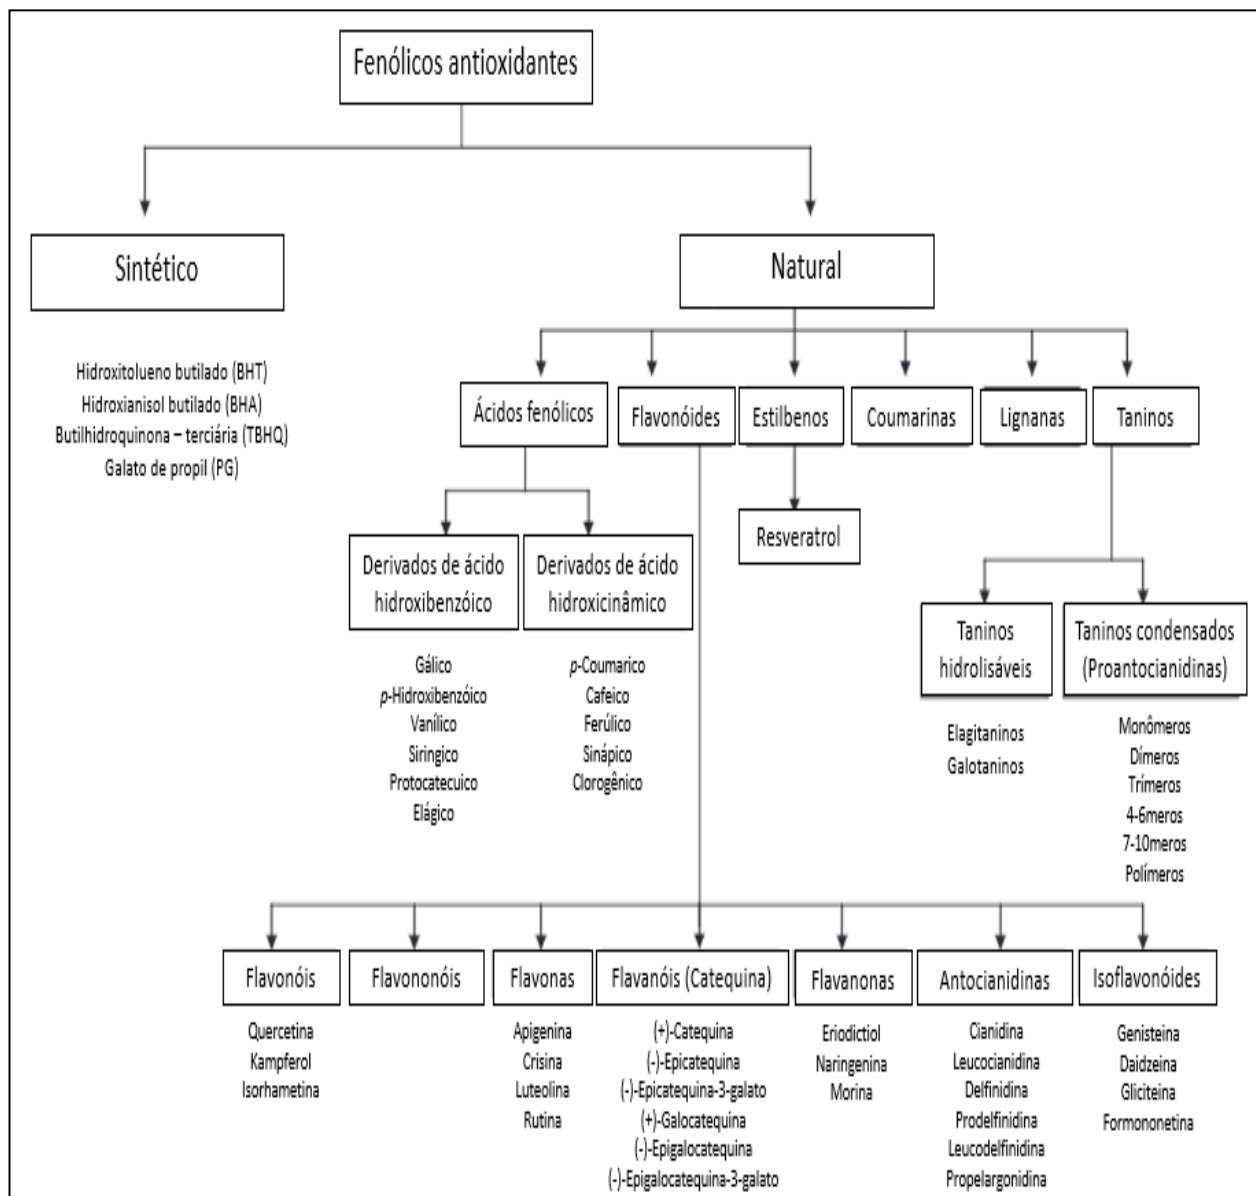 Fenólicos antioxidantes
Sintético
Natural
Hidroxitolueno butilado (BHT)
Hidroxianisol butilado (BHA)
Butilhidroquinona – terciária (TBHQ)
Galato de propil (PG)
Ácidos fenólicos
Flavonóides
Estilbenos
Coumarinas
Lignanas
Taninos
Derivados de ácido
hidroxibenzóico
Derivados de ácido
hidroxicinâmico
Resveratrol
Taninos
hidrolisáveis
Taninos condensados
(Proantocianidinas)
Gálico
p-Hidroxibenzóico
Vanílico
Siringico
Protocatecuico
Elágico
p-Coumarico
Cafeico
Ferúlico
Sinápico
Clorogênico
Elagitaninos
Galotaninos
Monômeros
Dímeros
Trímeros
4-6meros
7-10meros
Polímeros
Flavonóis
Flavononóis
Flavonas
Flavanóis (Catequina)
Flavanonas
Antocianidinas
Isoflavonóides
Quercetina
Kampferol
Isorhametina
Apigenina
Crisina
Luteolina
Rutina
(+)-Catequina
(-)-Epicatequina
(-)-Epicatequina-3-galato
(+)-Galocatequina
(-)-Epigalocatequina
(-)-Epigalocatequina-3-galato
Eriodictiol
Naringenina
Morina
Cianidina
Leucocianidina
Delfinidina
Prodelfinidina
Leucodelfinidina
Propelargonidina
Genisteina
Daidzeina
Gliciteina
Formononetina